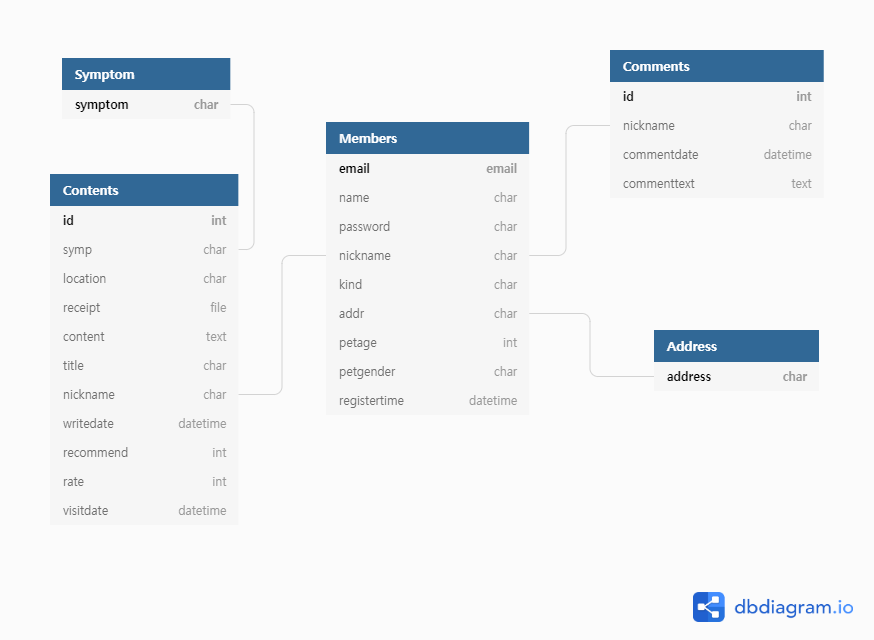 Symptom
symptom char
Contents
id int
symp char
location char
receipt file
content text
title char
nickname char
writedate datetime
recommend int
rate int
visitdate datetime
Members
email email
name char
password char
nickname char
kind char
addr char
petage int
petgender char
registertime datetime
Comments
id int
nickname char
commentdate datetime
commenttext text
Address
address char
dbdiagram.io